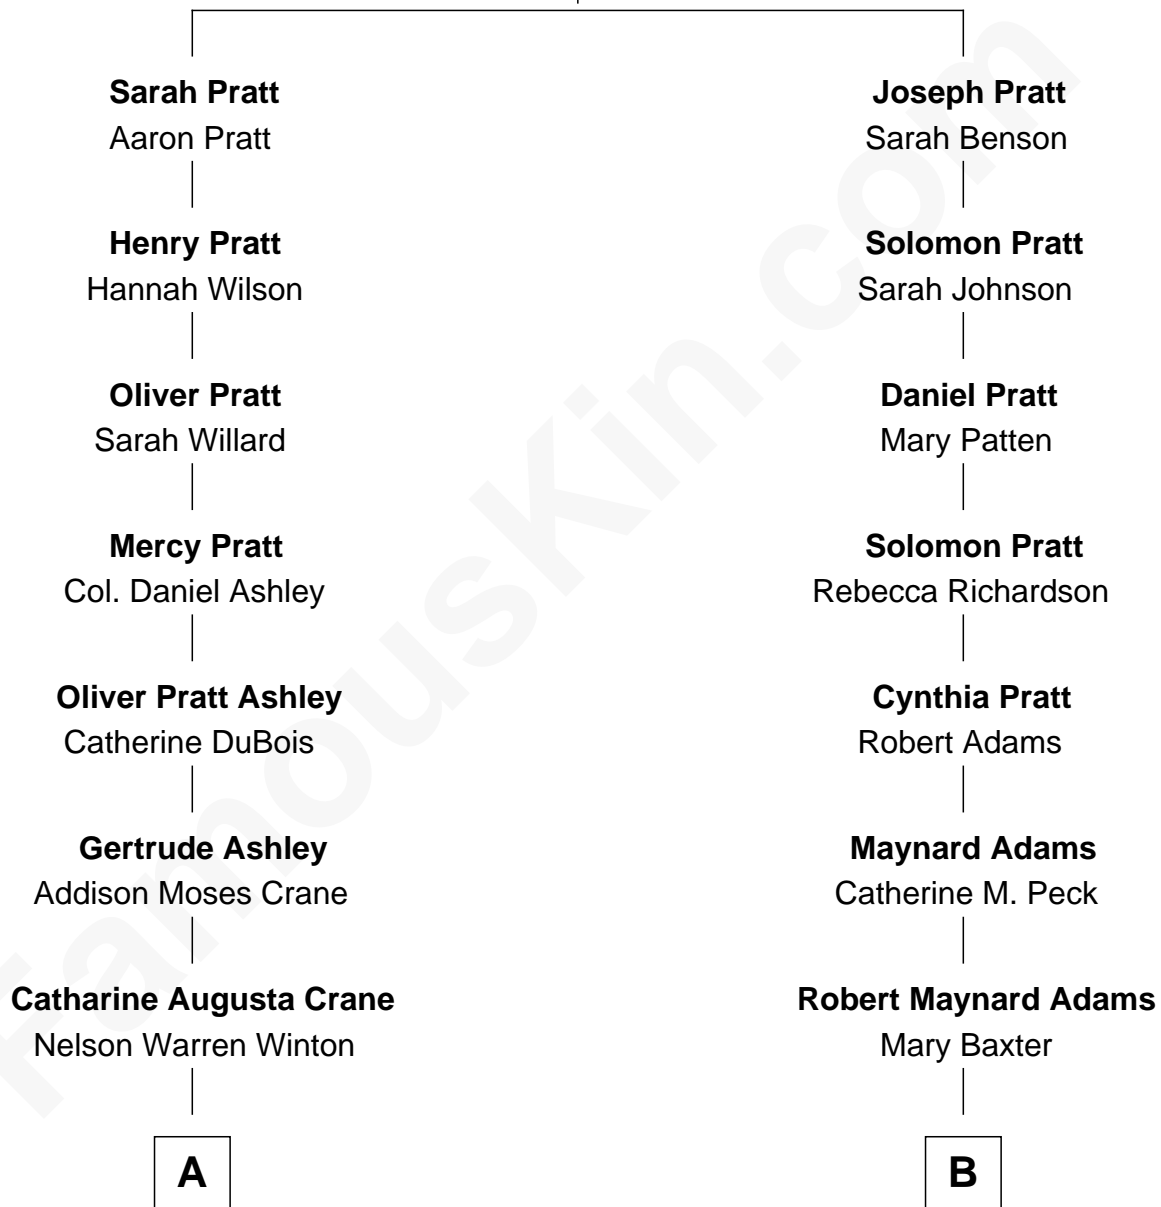 Sarah Pratt
Aaron Pratt
Henry Pratt
Hannah Wilson
Oliver Pratt
Sarah Willard
Mercy Pratt
Col. Daniel Ashley
Oliver Pratt Ashley
Catherine DuBois
Gertrude Ashley
Addison Moses Crane
Catharine Augusta Crane
Nelson Warren Winton
A
Joseph Pratt
Sarah Benson
Solomon Pratt
Sarah Johnson
Daniel Pratt
Mary Patten
Solomon Pratt
Rebecca Richardson
Cynthia Pratt
Robert Adams
Maynard Adams
Catherine M. Peck
Robert Maynard Adams
Mary Baxter
B
FamousKin.com